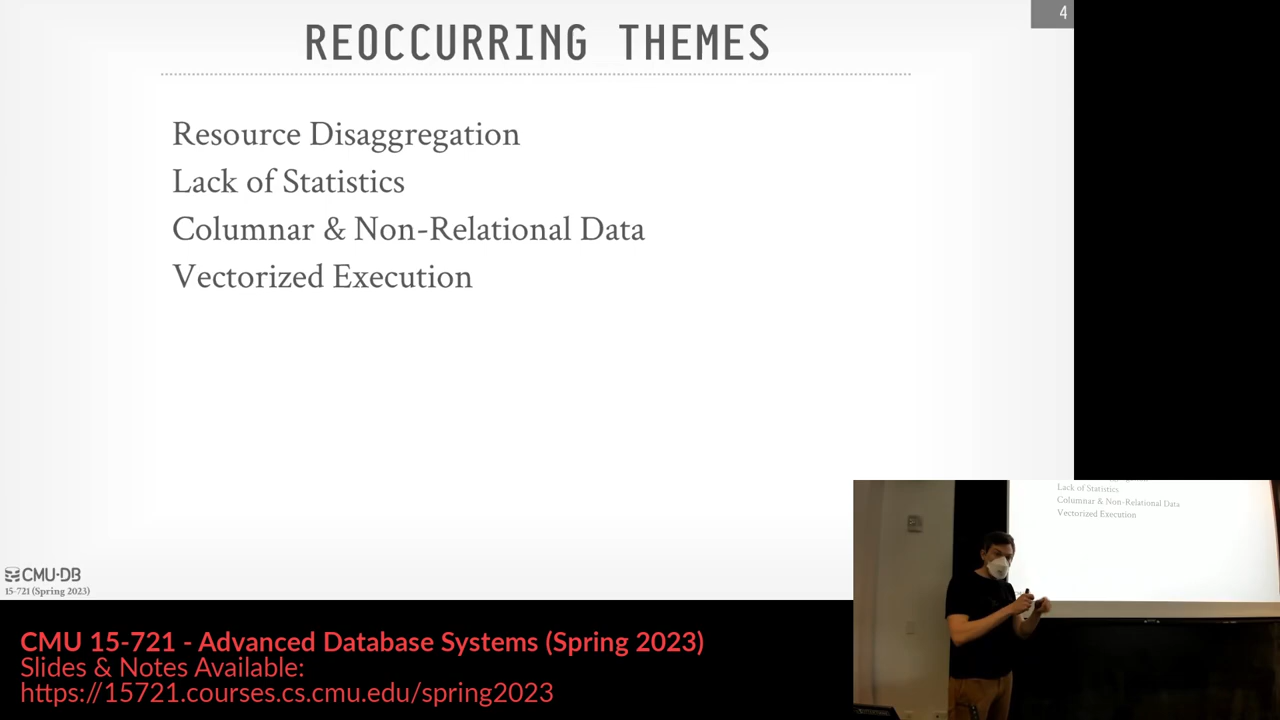 4
REOCCURRING THEMES
Resource Disaggregation
Lack of Statistics
Columnar & Non-Relational Data
Vectorized Execution
CMU·DB
15-721 (Spring 2023)
Lack of Statistics
Columnar & Non-Relational Data
Vectorized Execution
CMU 15-721 - Advanced Database Systems (Spring 2023)
Slides & Notes Available:
https://15721.courses.cs.cmu.edu/spring2023